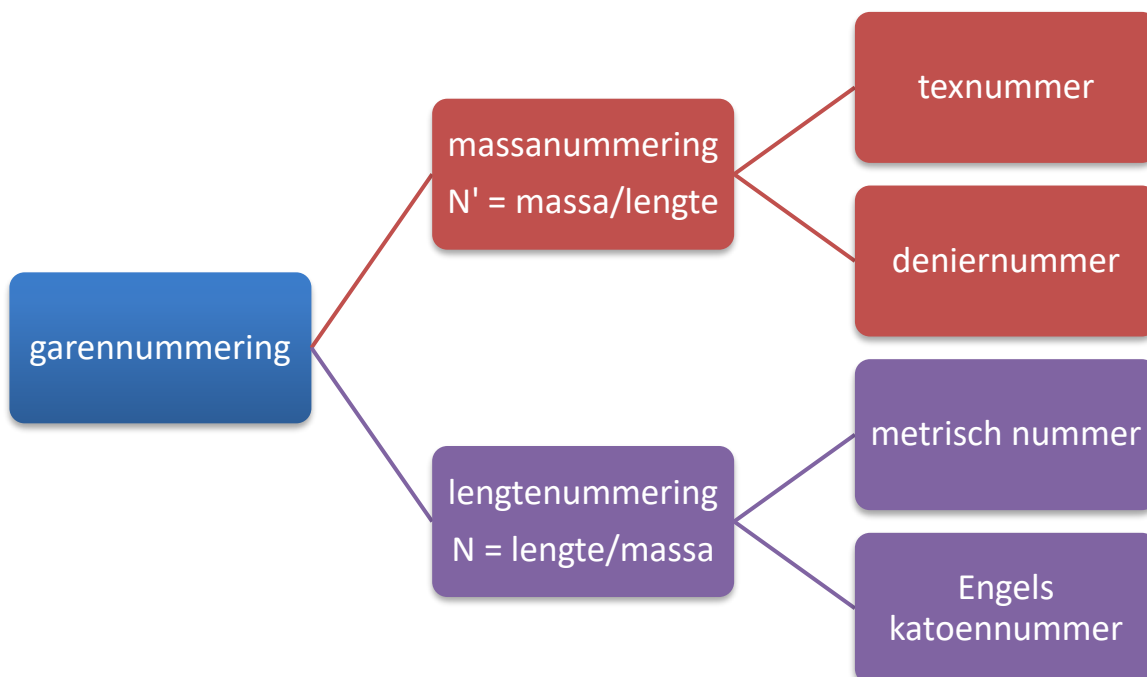 garennummering
massanummering
N' = massa/lengte
texnummer
deniernummer
lengtenummering
N = lengte/massa
metrisch nummer
Engels
katoennummer